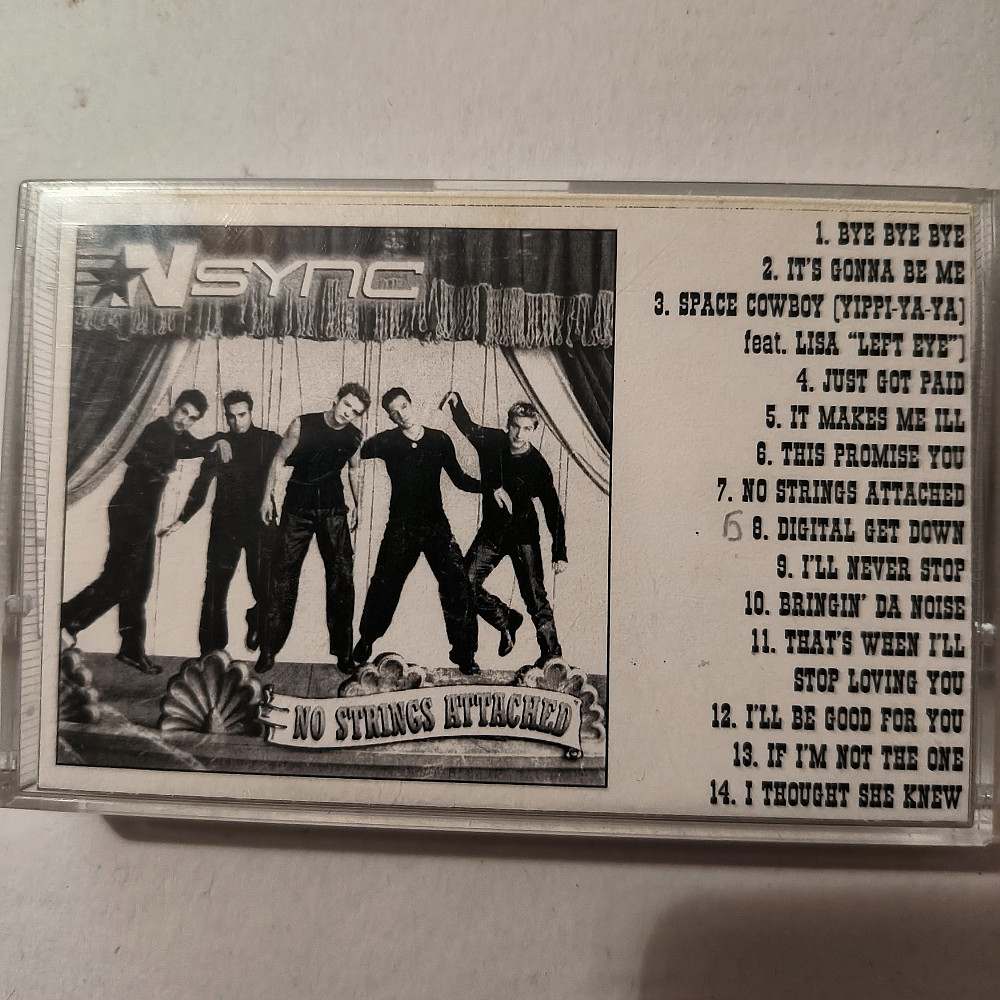 NSYNC
NO STRINGS ATTACHED
1. BYE BYE BYE
2. IT'S GONNA BE ME
3. SPACE COWBOY (YIPPI-YA-YA)
feat. LISA "LEFT EYE")
4. JUST GOT PAID
5. IT MAKES ME ILL
6. THIS PROMISE YOU
7. NO STRINGS ATTACHED
5 8. DIGITAL GET DOWN
9. I'LL NEVER STOP
10. BRINGIN' DA NOISE
11. THAT'S WHEN I'LL
STOP LOVING YOU
12. I'LL BE GOOD FOR YOU
13. IF I'M NOT THE ONE
14. I THOUGHT SHE KNEW